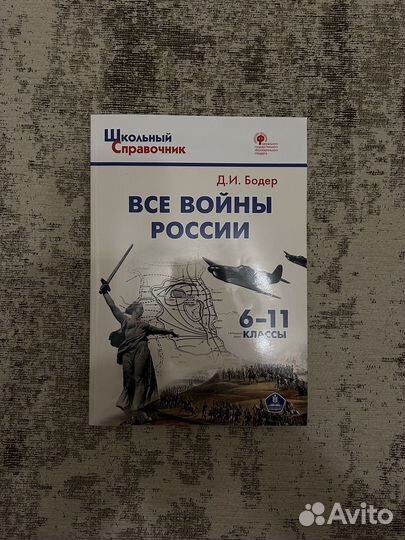 Школьный
Справочник
Д.И. Бодер
ВСЕ ВОЙНЫ
РОССИИ
6–11
КЛАССЫ
Avito